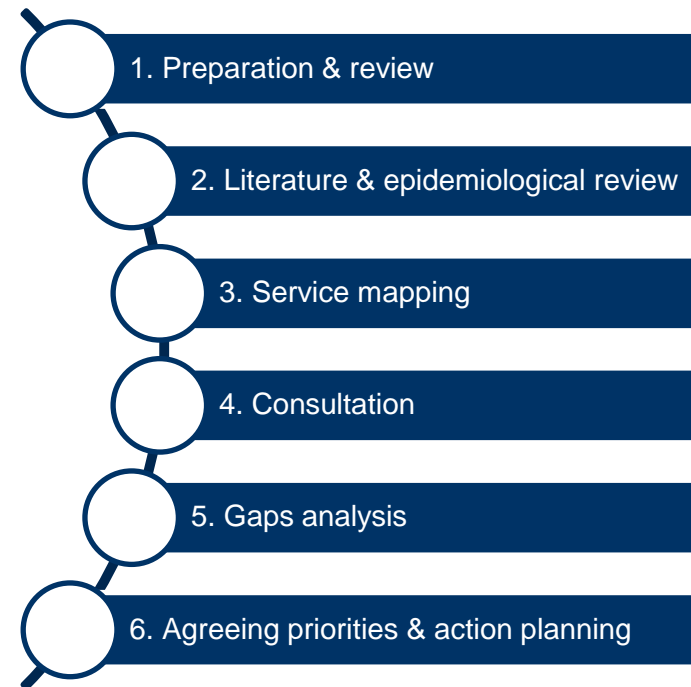 1. Preparation & review
2. Literature & epidemiological review
3. Service mapping
4. Consultation
5. Gaps analysis
6. Agreeing priorities & action planning